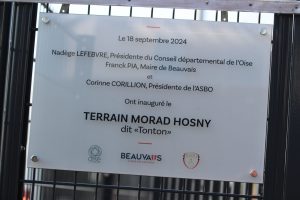 Le 18 septembre 2024
Nadège LEFEBVRE, Présidente du Conseil départemental de l'Oise
Franck PIA, Maire de Beauvais
et
Corinne CORILLION, Présidente de l'ASBO
Ont inauguré le
TERRAIN MORAD HOSNY
dit «Tonton»
BEAUVAIS